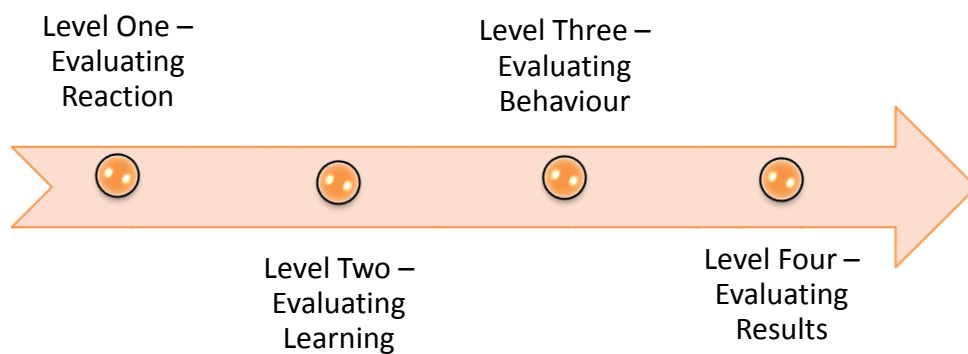 Level One –
Evaluating
Reaction
Level Two –
Evaluating
Learning
Level Three –
Evaluating
Behaviour
Level Four –
Evaluating
Results